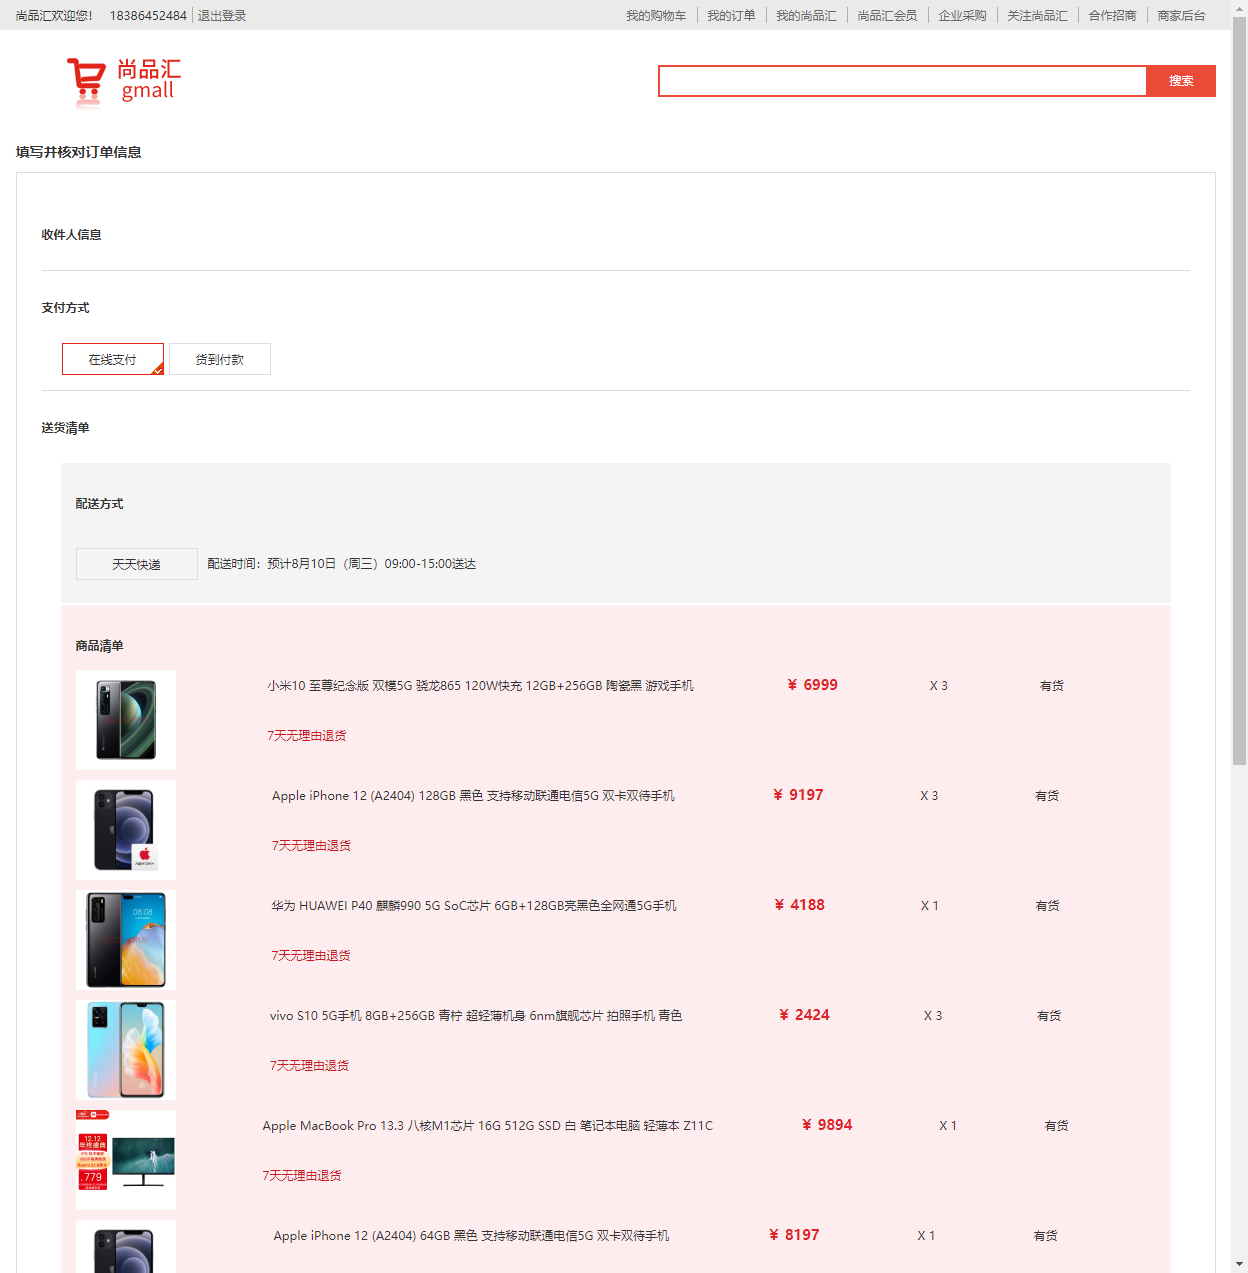 尚品汇欢迎您! 18386452484 退出登录 我的购物车 我的订单 我的尚品汇 尚品汇会员 企业采购 关注尚品汇 合作招商 商家后台
尚品汇
gmall
搜索
填写并核对订单信息
收件人信息
支付方式
在线支付 货到付款
送货清单
配送方式
天天快递 配送时间：预计8月10日（周三）09:00-15:00送达
商品清单
小米10 至尊纪念版 双模5G 骁龙865 120W快充 12GB+256GB 陶瓷黑 游戏手机 ¥ 6999 X 3 有货
7天无理由退货
Apple iPhone 12 (A2404) 128GB 黑色 支持移动联通电信5G 双卡双待手机 ¥ 9197 X 3 有货
7天无理由退货
华为 HUAWEI P40 麒麟990 5G SoC芯片 6GB+128GB亮黑色全网通5G手机 ¥ 4188 X 1 有货
08:08
7天无理由退货
vivo S10 5G手机 8GB+256GB 青柠 超轻薄机身 6nm旗舰芯片 拍照手机 青色 ¥ 2424 X 3 有货
7天无理由退货
Apple MacBook Pro 13.3 八核M1芯片 16G 512G SSD 白 笔记本电脑 轻薄本 Z11C ¥ 9894 X 1 有货
12.12
年终盛典
779
7天无理由退货
Apple iPhone 12 (A2404) 64GB 黑色 支持移动联通电信5G 双卡双待手机 ¥ 8197 X 1 有货